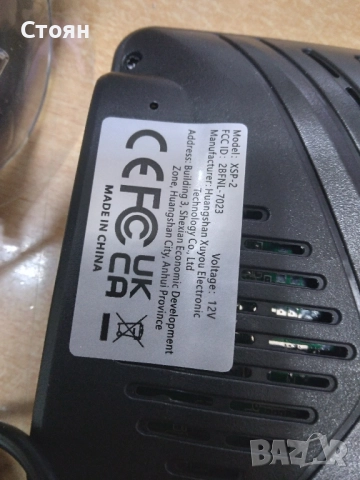 Стоян
Model: XSP-2
Voltage: 12V
FCC ID: 2BFNL-7023
Manufacturer: Huangshan Xuyou Electronic
Technology Co., Ltd
Address: Building 3, Shexian Economic Development
Zone, Huangshan City, Anhui Province
CE FC UK
CA
MADE IN CHINA
BAZAR